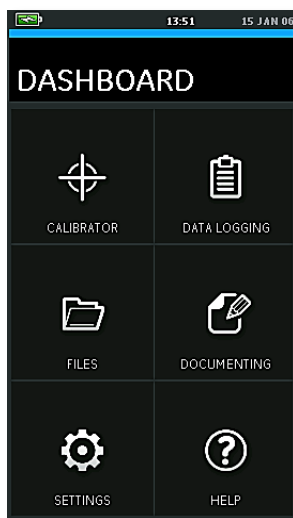 13:51 15 JAN 06
DASHBOARD
CALIBRATOR DATA LOGGING
FILES DOCUMENTING
SETTINGS HELP